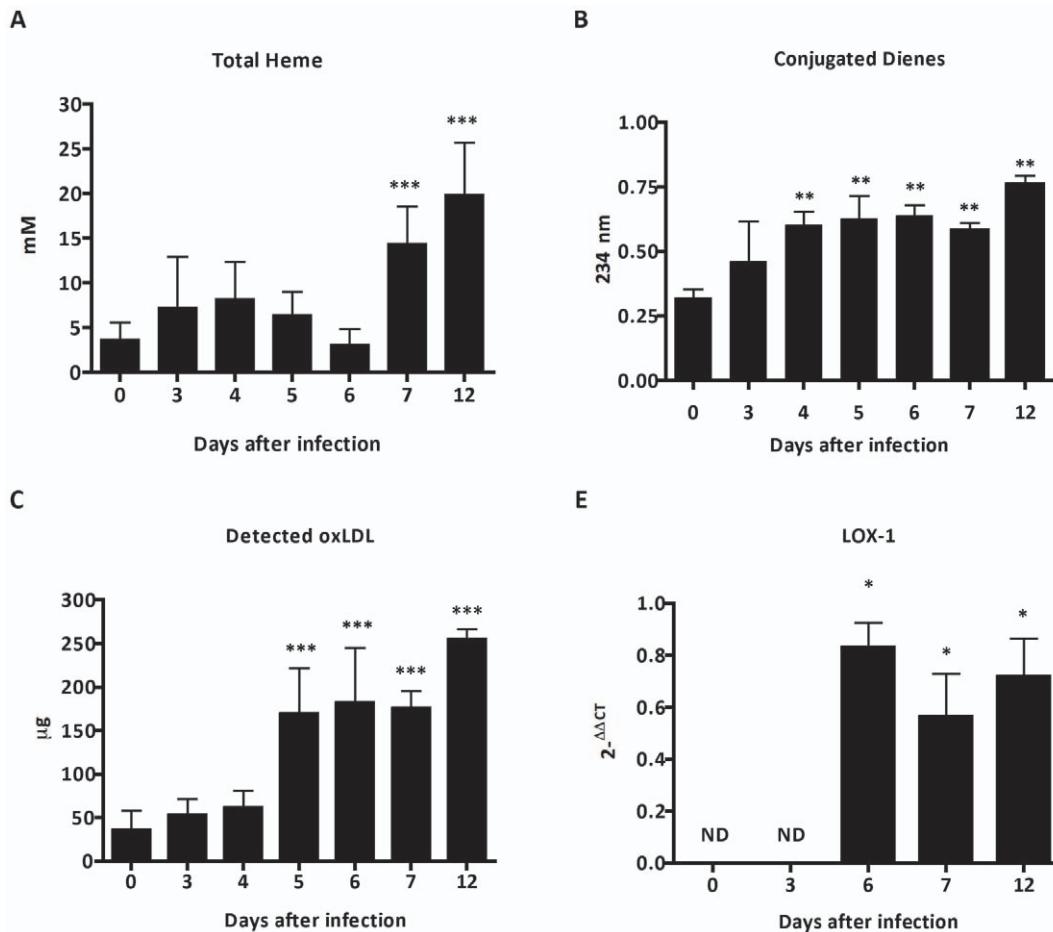 A
Total Heme
30
25
20
15
10
5
0
mM
***
***
0 3 4 5 6 7 12
Days after infection
B
Conjugated Dienes
1.00
0.75
0.50
0.25
0.00
234 nm
**
**
**
**
**
0 3 4 5 6 7 12
Days after infection
C
Detected oxLDL
300
250
200
150
100
50
0
µg
***
***
***
***
0 3 4 5 6 7 12
Days after infection
E
LOX-1
1.0
0.8
0.6
0.4
0.2
0.0
2-ΔΔCT
ND
ND
*
*
*
0 3 6 7 12
Days after infection